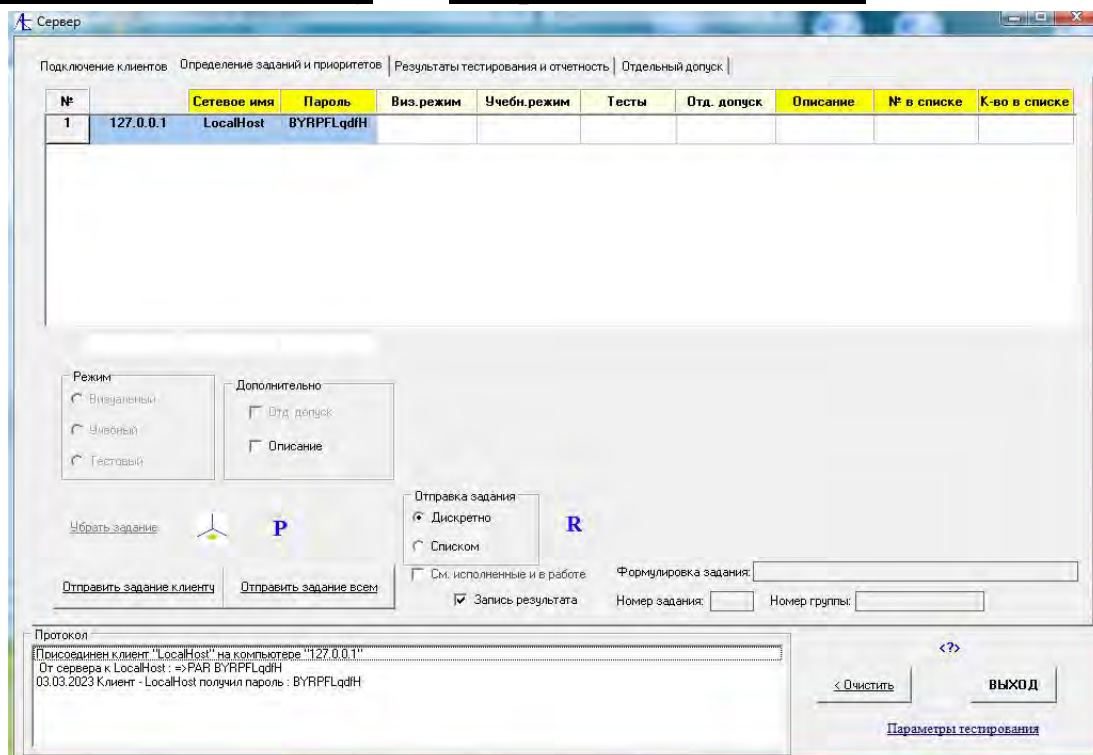 Сервер
Подключение клиентов Определение заданий и приоритетов Результаты тестирования и отчетность Отдельный допуск
№ Сетевое имя Пароль Виз.режим Учебн.режим Тесты Отд. допуск Описание № в списке К-во в списке
1 127.0.0.1 LocalHost BYRPFLqdfH
Режим
Визуальный
Учебный
Тестовый
Дополнительно
Отд. допуск
Описание
Отправка задания
Дискретно
Списком
Убрать задание
P
R
Отправить задание клиенту Отправить задание всем
См. исполненные и в работе
Запись результата
Формулировка задания:
Номер задания: Номер группы:
Протокол
Присоединен клиент "LocalHost" на компьютере "127.0.0.1"
От сервера к LocalHost : =>PAR BYRPFLqdfH
03.03.2023 Клиент - LocalHost получил пароль : BYRPFLqdfH
<?>
< Очистить
ВЫХОД
Параметры тестирования